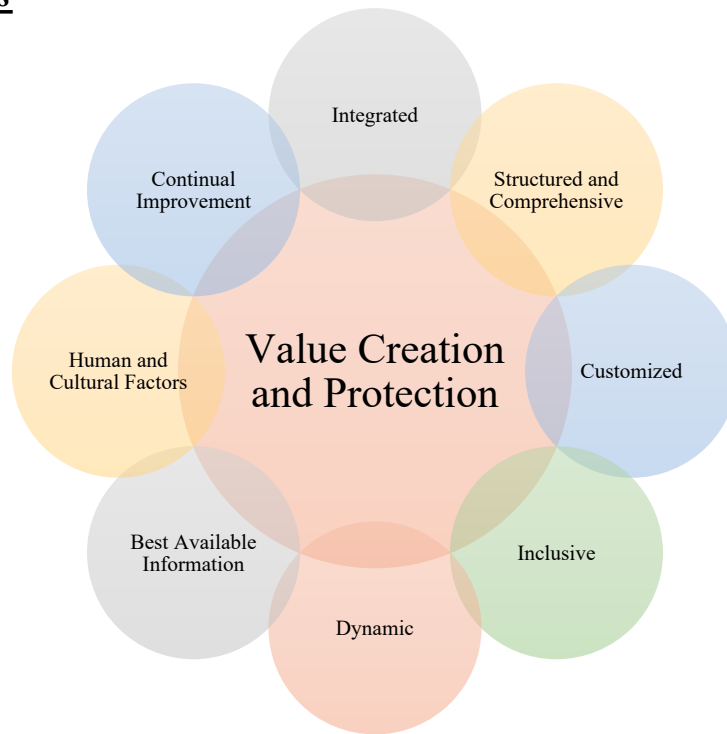 Integrated
Structured and
Comprehensive
Customized
Inclusive
Dynamic
Best Available
Information
Human and
Cultural Factors
Continual
Improvement
Value Creation
and Protection